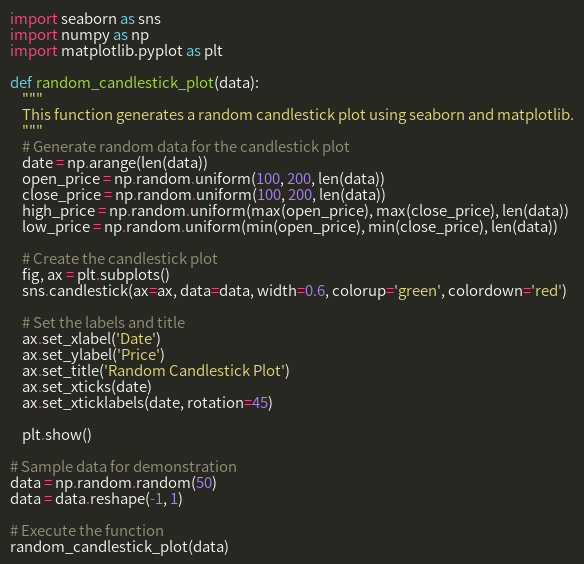 import seaborn as sns
import numpy as np
import matplotlib.pyplot as plt

def random_candlestick_plot(data):
    """
    This function generates a random candlestick plot using seaborn and matplotlib.
    """
    # Generate random data for the candlestick plot
    date = np.arange(len(data))
    open_price = np.random.uniform(100, 200, len(data))
    close_price = np.random.uniform(100, 200, len(data))
    high_price = np.random.uniform(max(open_price), max(close_price), len(data))
    low_price = np.random.uniform(min(open_price), min(close_price), len(data))

    # Create the candlestick plot
    fig, ax = plt.subplots()
    sns.candlestick(ax=ax, data=data, width=0.6, colorup='green', colordown='red')

    # Set the labels and title
    ax.set_xlabel('Date')
    ax.set_ylabel('Price')
    ax.set_title('Random Candlestick Plot')
    ax.set_xticks(date)
    ax.set_xticklabels(date, rotation=45)

    plt.show()

# Sample data for demonstration
data = np.random.random(50)
data = data.reshape(-1, 1)

# Execute the function
random_candlestick_plot(data)